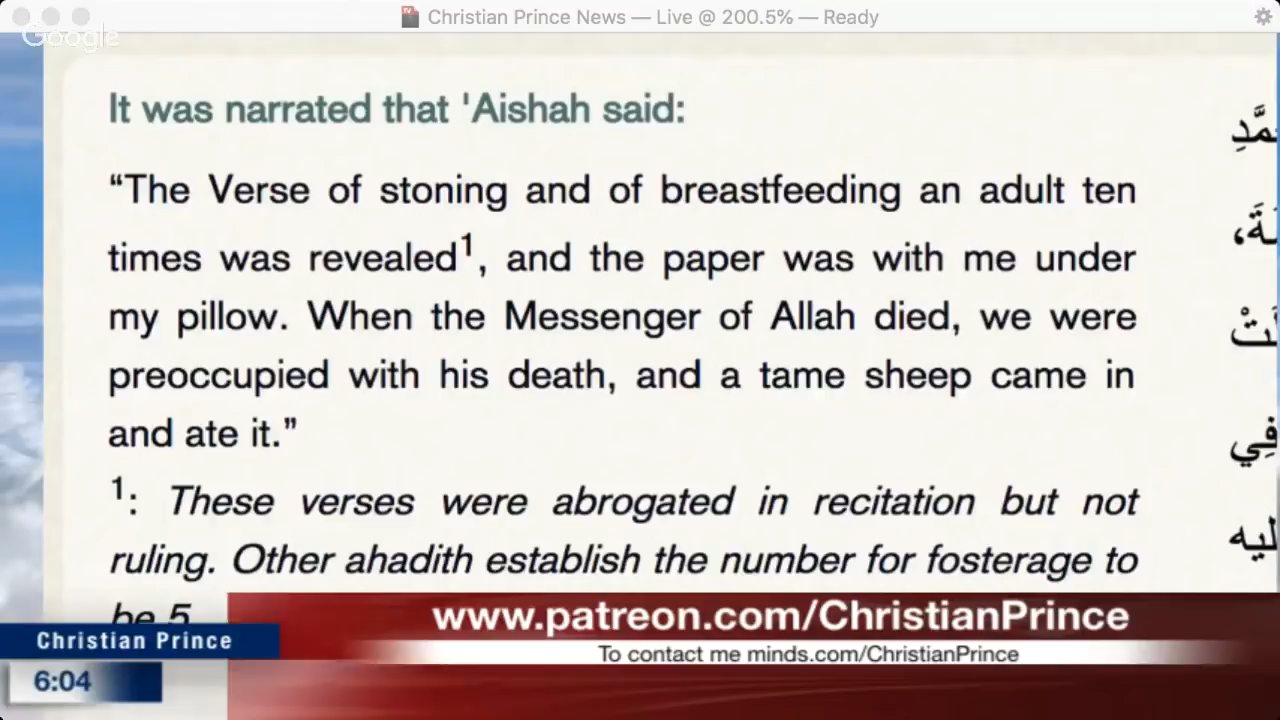 Christian Prince News — Live @ 200.5% — Ready
Google
It was narrated that 'Aishah said:
“The Verse of stoning and of breastfeeding an adult ten
times was revealed¹, and the paper was with me under
my pillow. When the Messenger of Allah died, we were
preoccupied with his death, and a tame sheep came in
and ate it.”
¹: These verses were abrogated in recitation but not
ruling. Other ahadith establish the number for fosterage to
be 5
www.patreon.com/ChristianPrince
To contact me minds.com/ChristianPrince
Christian Prince
6:04